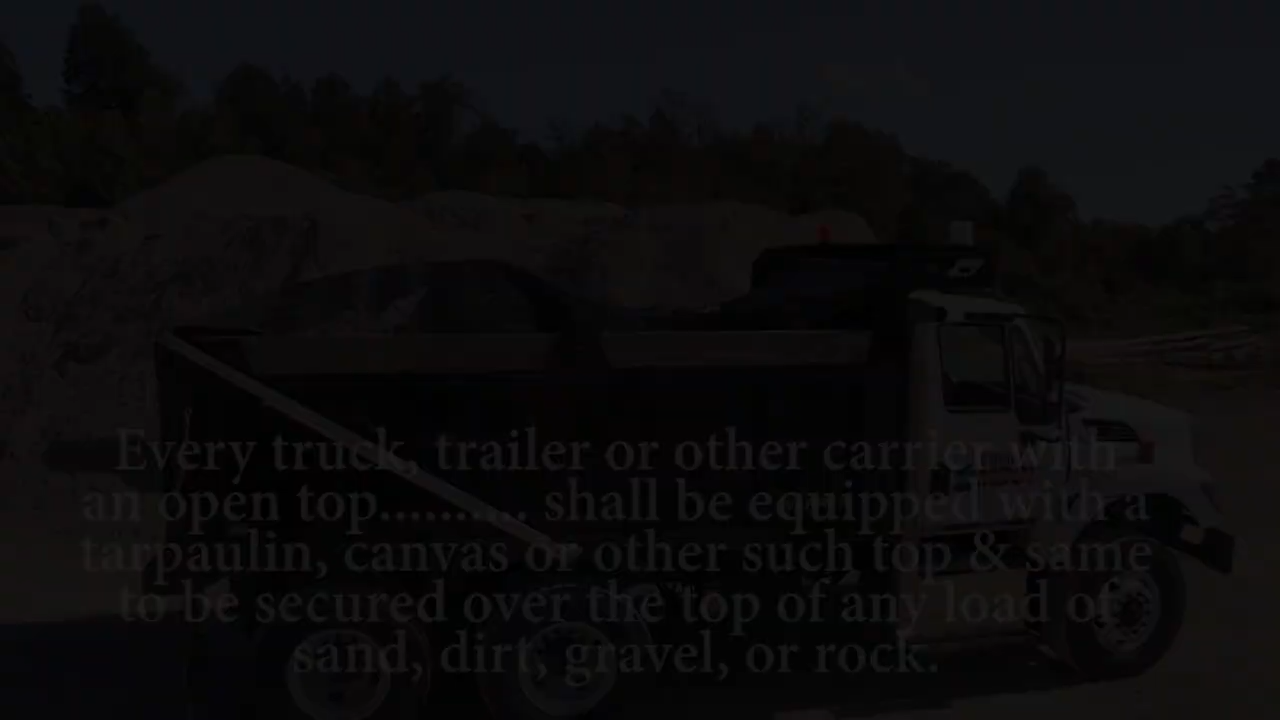 Every truck, trailer or other carrier with
an open top.......... shall be equipped with a
tarpaulin, canvas or other such top & same
to be secured over the top of any load of
sand, dirt, gravel, or rock.